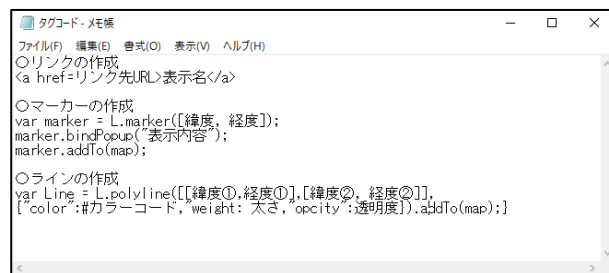 タグコード - メモ帳
ファイル(F) 編集(E) 書式(O) 表示(V) ヘルプ(H)
○リンクの作成
<a href=リンク先URL>表示名</a>
○マーカーの作成
var marker = L.marker([緯度, 経度]);
marker.bindPopup("表示内容");
marker.addTo(map);
○ラインの作成
var Line = L.polyline([[緯度①,経度①],[緯度②, 経度②]],
{"color":#カラーコード,"weight: 太さ,"opcity":透明度}).addTo(map);}